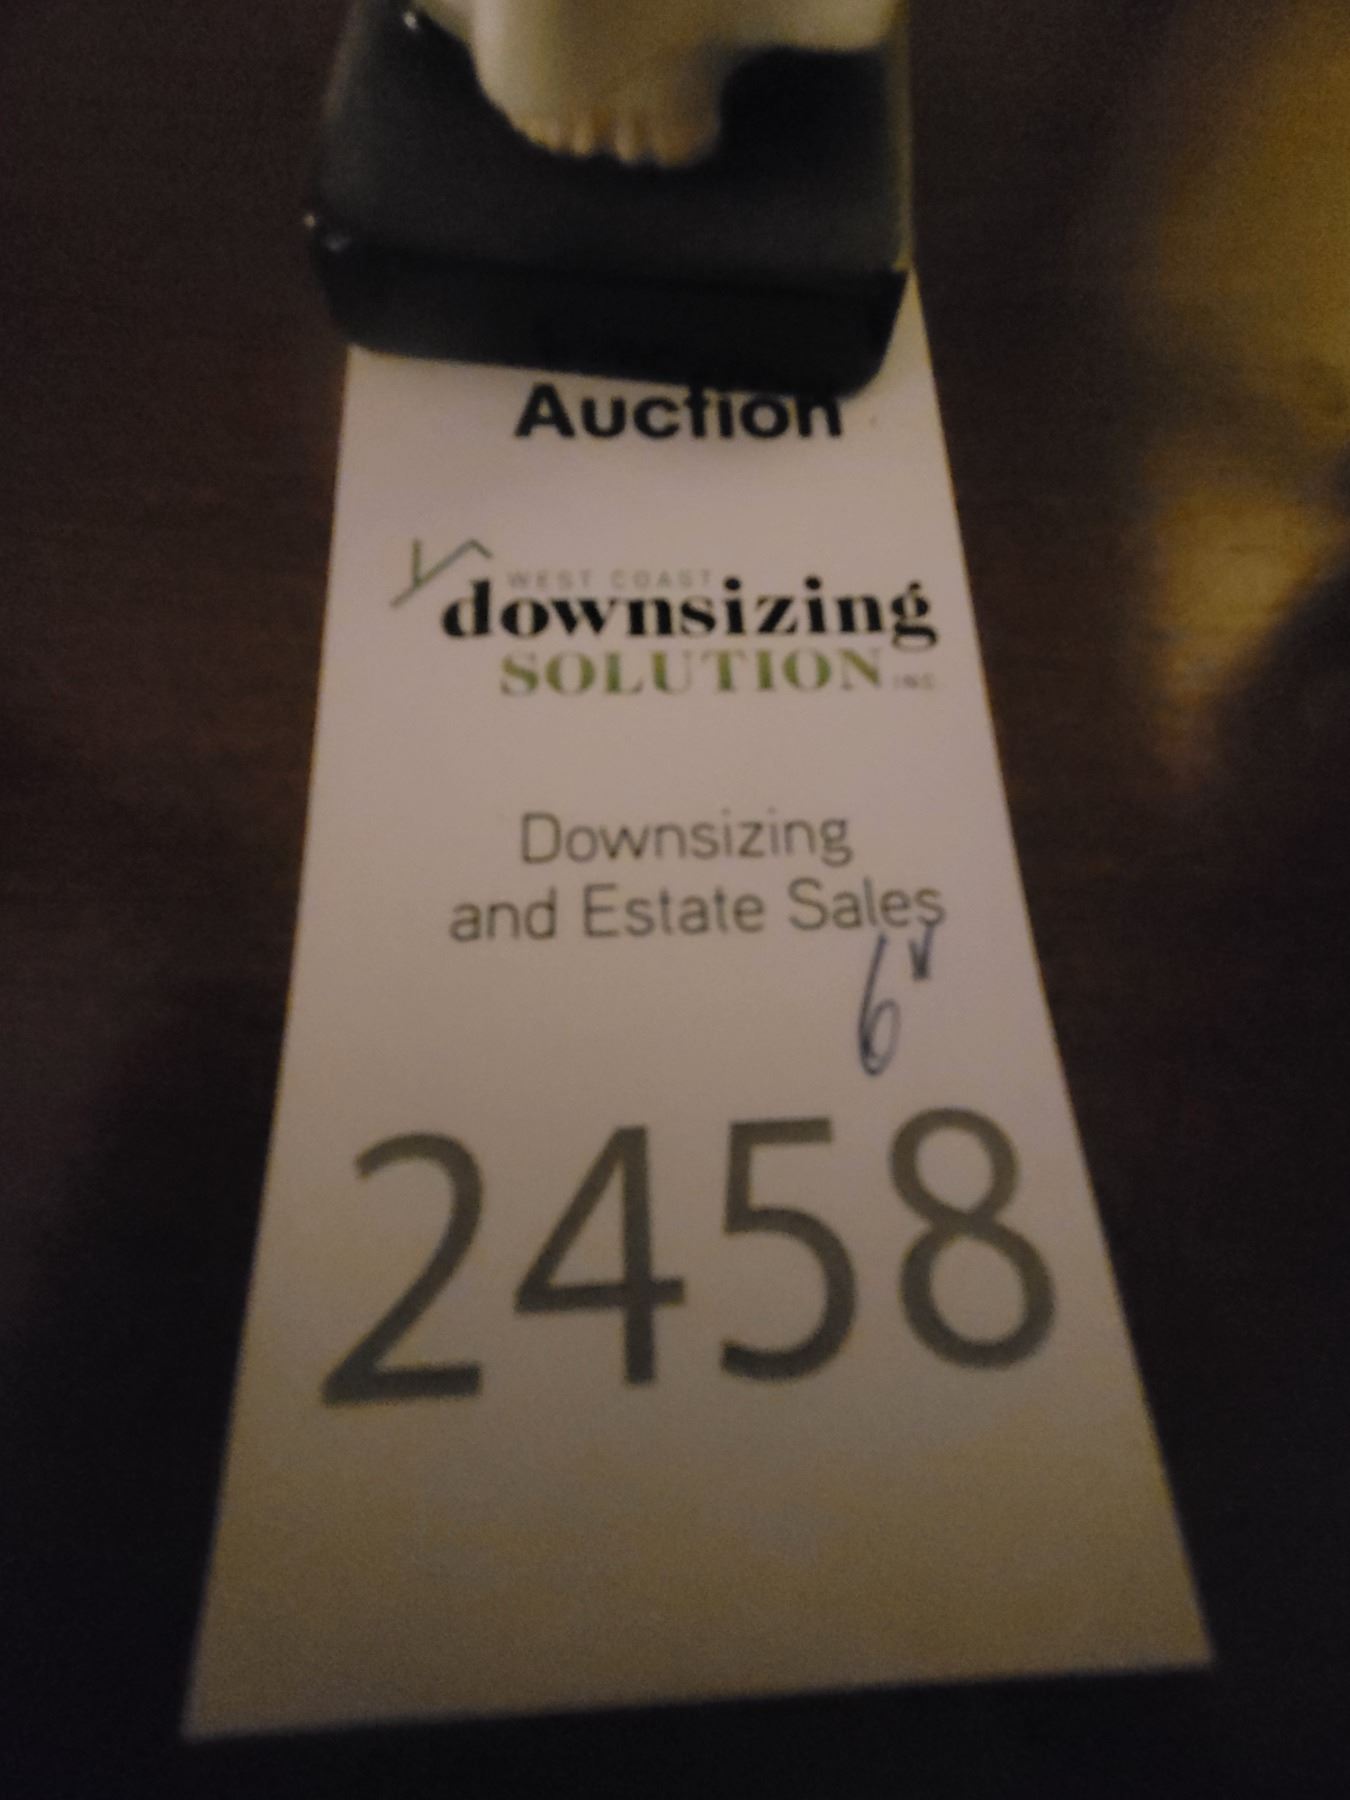 Auction
WEST COAST
downsizing
SOLUTION INC.
Downsizing
and Estate Sales
6"
2458